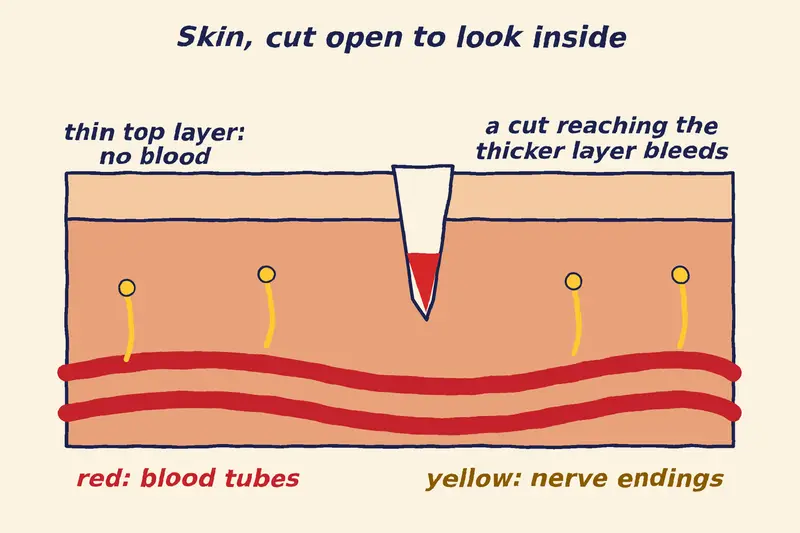 Skin, cut open to look inside
thin top layer:
no blood
a cut reaching the
thicker layer bleeds
red: blood tubes
yellow: nerve endings